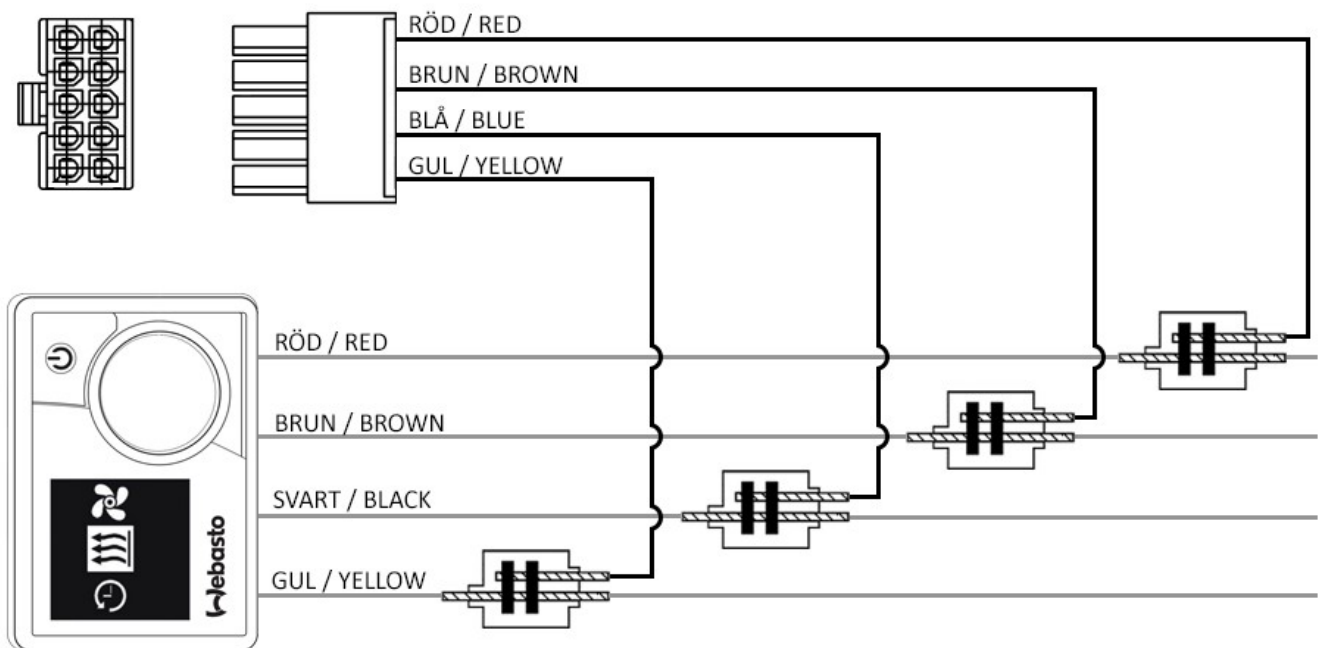 RÖD / RED
BRUN / BROWN
BLÅ / BLUE
GUL / YELLOW
RÖD / RED
BRUN / BROWN
SVART / BLACK
GUL / YELLOW
Webasto